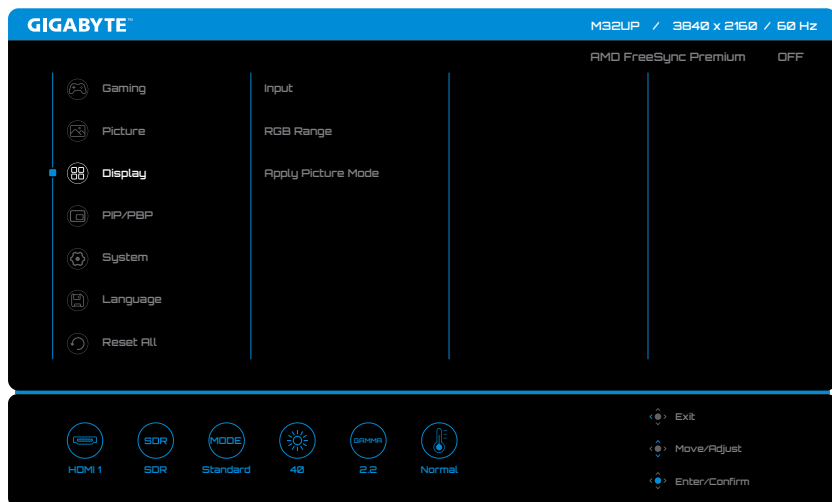 GIGABYTE™ M32UP / 3840 x 2160 / 60 Hz
AMD FreeSync Premium OFF
Gaming
Input
Picture
RGB Range
Display
Apply Picture Mode
PIP/PBP
System
Language
Reset All
SDR MODE GAMMA
HDMI 1 SDR Standard 40 2.2 Normal
Exit
Move/Adjust
Enter/Confirm